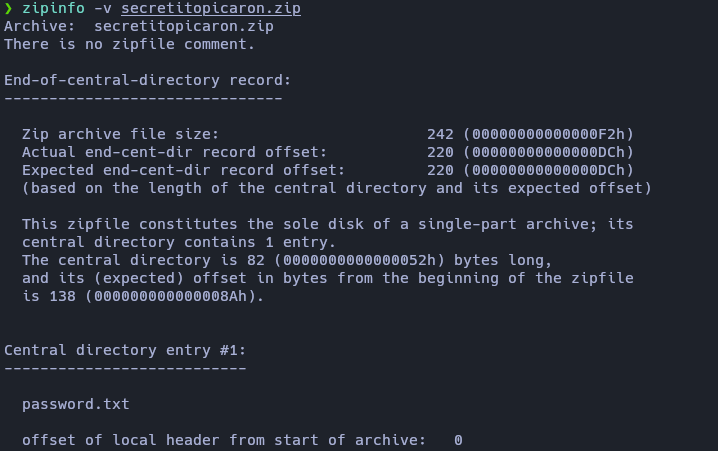 ❯ zipinfo -v secretitopicaron.zip
Archive:  secretitopicaron.zip
There is no zipfile comment.

End-of-central-directory record:
-------------------------------

  Zip archive file size:                       242 (00000000000000F2h)
  Actual end-cent-dir record offset:           220 (00000000000000DCh)
  Expected end-cent-dir record offset:         220 (00000000000000DCh)
  (based on the length of the central directory and its expected offset)

  This zipfile constitutes the sole disk of a single-part archive; its
  central directory contains 1 entry.
  The central directory is 82 (0000000000000052h) bytes long,
  and its (expected) offset in bytes from the beginning of the zipfile
  is 138 (000000000000008Ah).


Central directory entry #1:
---------------------------

  password.txt

  offset of local header from start of archive:   0